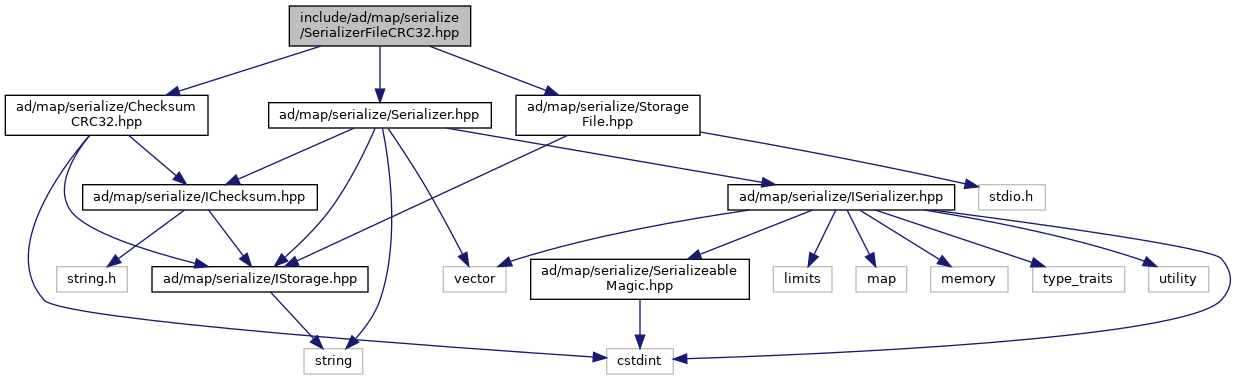 include/ad/map/serialize
/SerializerFileCRC32.hpp
ad/map/serialize/Checksum
CRC32.hpp
ad/map/serialize/Serializer.hpp
ad/map/serialize/Storage
File.hpp
ad/map/serialize/IChecksum.hpp
ad/map/serialize/ISerializer.hpp
stdio.h
string.h
ad/map/serialize/IStorage.hpp
vector
ad/map/serialize/Serializeable
Magic.hpp
limits
map
memory
type_traits
utility
string
cstdint